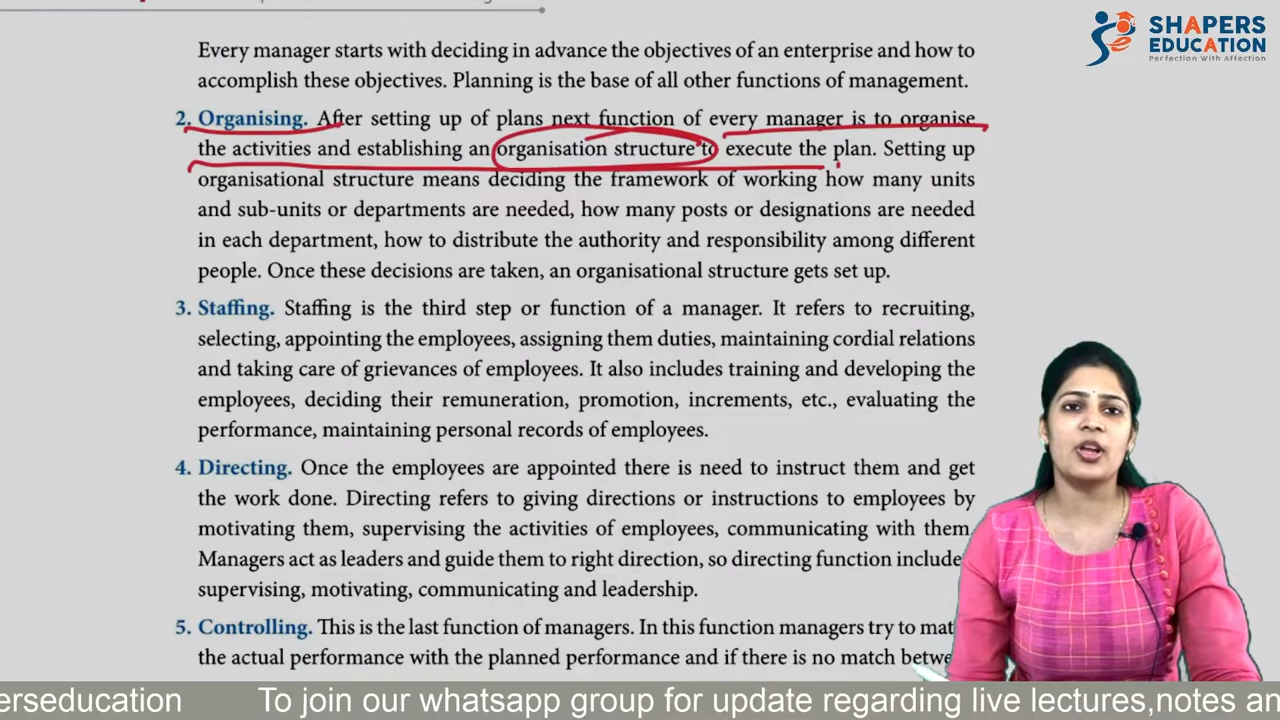 SHAPERS
EDUCATION
Perfection With Affection
Every manager starts with deciding in advance the objectives of an enterprise and how to
accomplish these objectives. Planning is the base of all other functions of management.
2. Organising. After setting up of plans next function of every manager is to organise
the activities and establishing an organisation structure to execute the plan. Setting up
organisational structure means deciding the framework of working how many units
and sub-units or departments are needed, how many posts or designations are needed
in each department, how to distribute the authority and responsibility among different
people. Once these decisions are taken, an organisational structure gets set up.
3. Staffing. Staffing is the third step or function of a manager. It refers to recruiting,
selecting, appointing the employees, assigning them duties, maintaining cordial relations
and taking care of grievances of employees. It also includes training and developing the
employees, deciding their remuneration, promotion, increments, etc., evaluating the
performance, maintaining personal records of employees.
4. Directing. Once the employees are appointed there is need to instruct them and get
the work done. Directing refers to giving directions or instructions to employees by
motivating them, supervising the activities of employees, communicating with them.
Managers act as leaders and guide them to right direction, so directing function include
supervising, motivating, communicating and leadership.
5. Controlling. This is the last function of managers. In this function managers try to mat
the actual performance with the planned performance and if there is no match betwe
erseducation To join our whatsapp group for update regarding live lectures,notes an